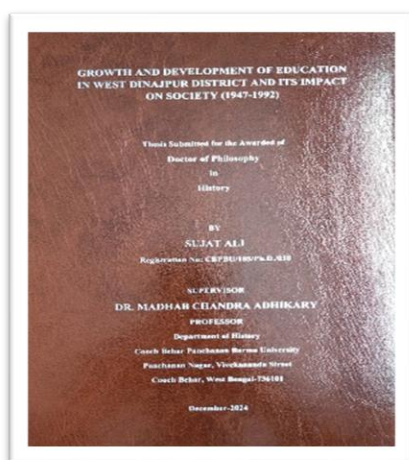 GROWTH AND DEVELOPMENT OF EDUCATION
IN WEST DINAJPUR DISTRICT AND ITS IMPACT
ON SOCIETY (1947-1992)
Thesis Submitted for the Awarded of
Doctor of Philosophy
in
History
BY
SUJAT ALI
Registration No:
SUPERVISOR
DR. MADHAB CHANDRA ADHIKARY
PROFESSOR
Department of History
Cooch Behar Panchanan Barma University
Panchanan Nagar, Vivekananda Street
Cooch Behar, West Bengal-736101
December-2024